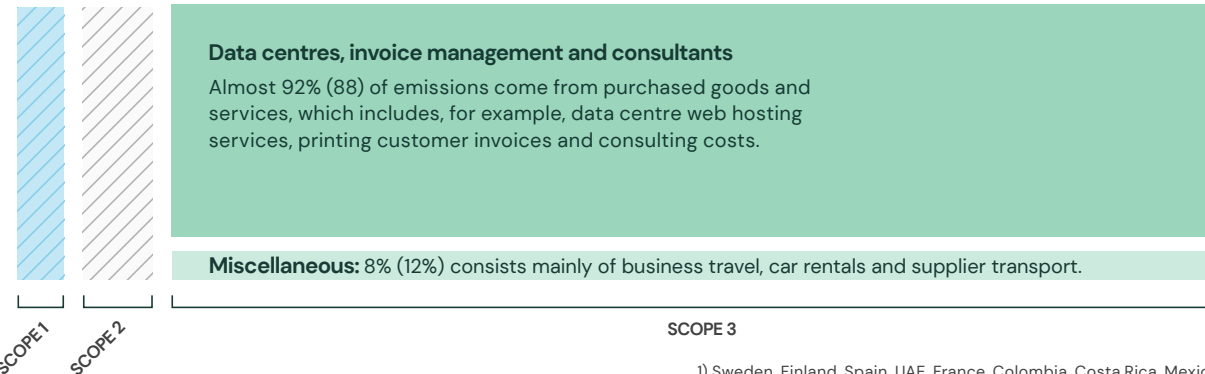 Data centres, invoice management and consultants
Almost 92% (88) of emissions come from purchased goods and
services, which includes, for example, data centre web hosting
services, printing customer invoices and consulting costs.
Miscellaneous: 8% (12%) consists mainly of business travel, car rentals and supplier transport.
SCOPE 1
SCOPE 2
SCOPE 3
1) Sweden, Finland, Spain, UAE, France, Colombia, Costa Rica,